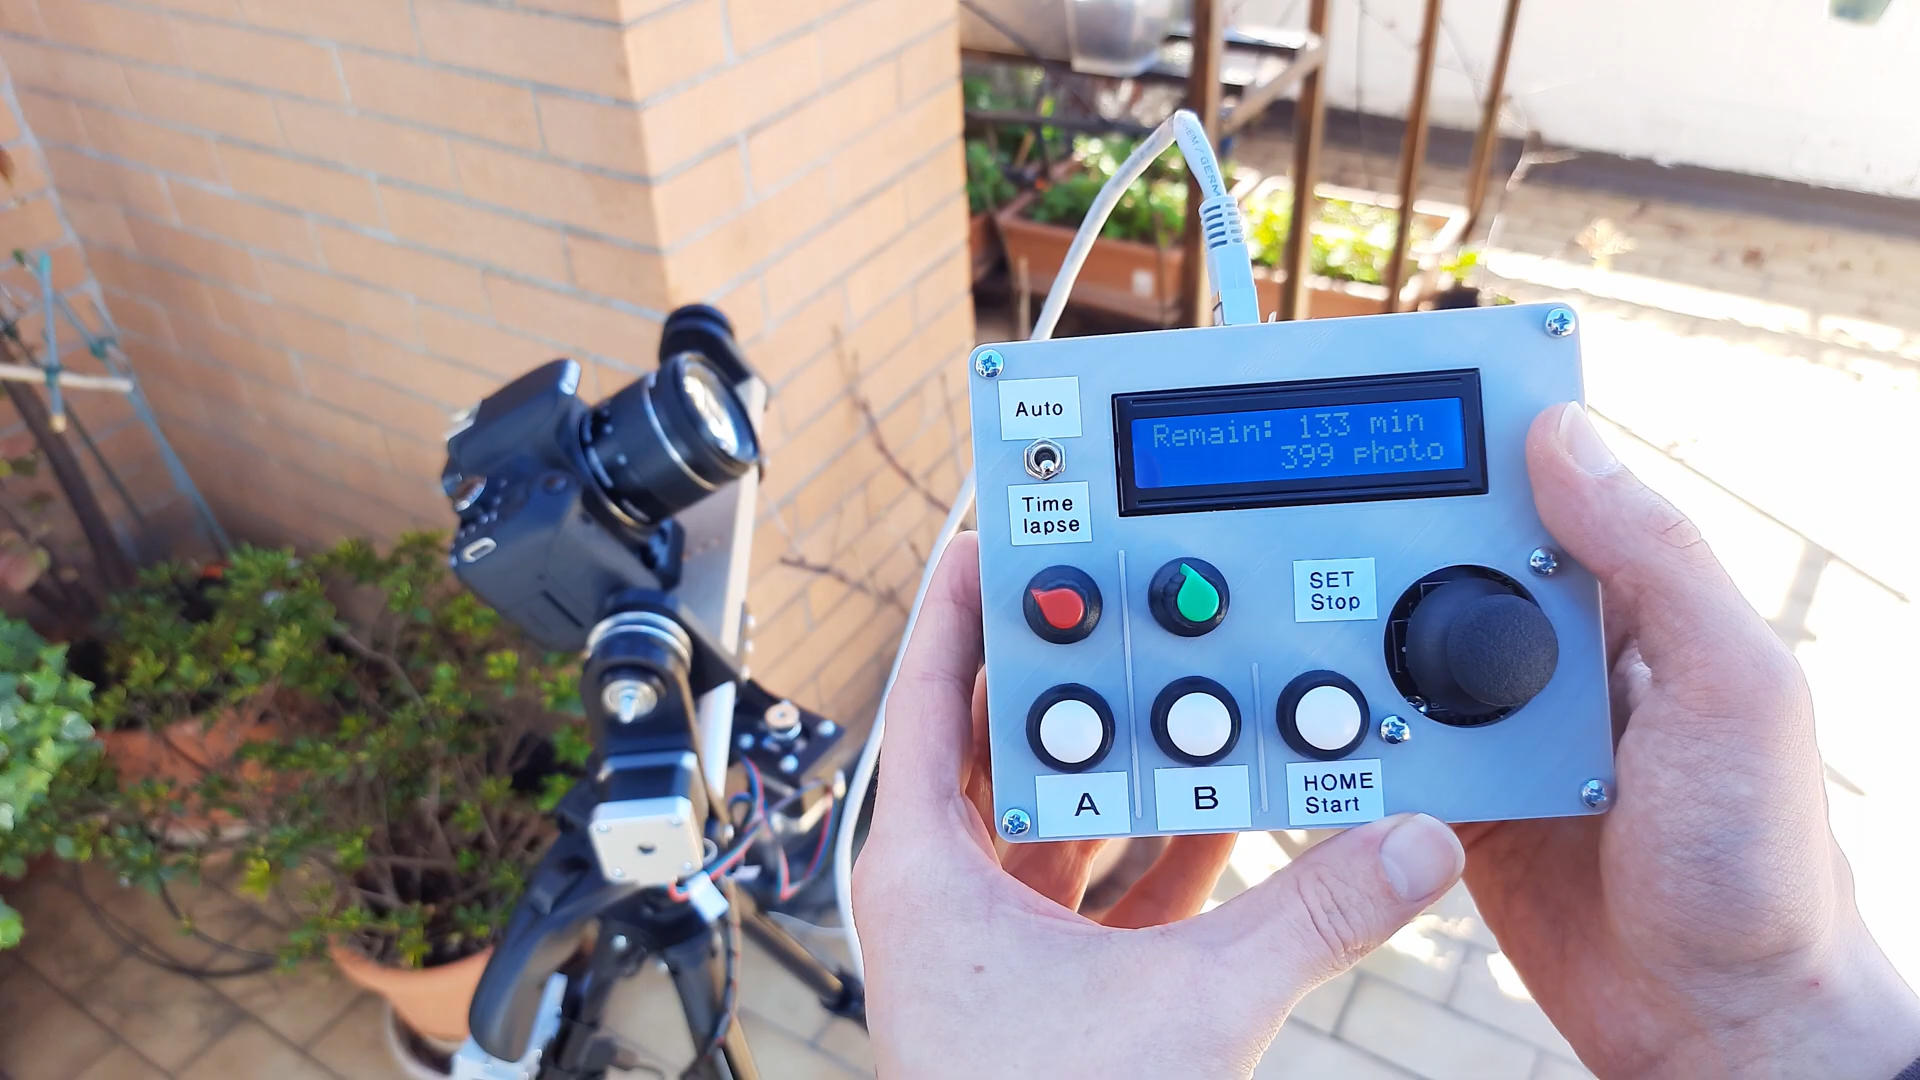 Auto
Remain: 133 min
399 photo
Time
lapse
SET
Stop
A
B
HOME
Start